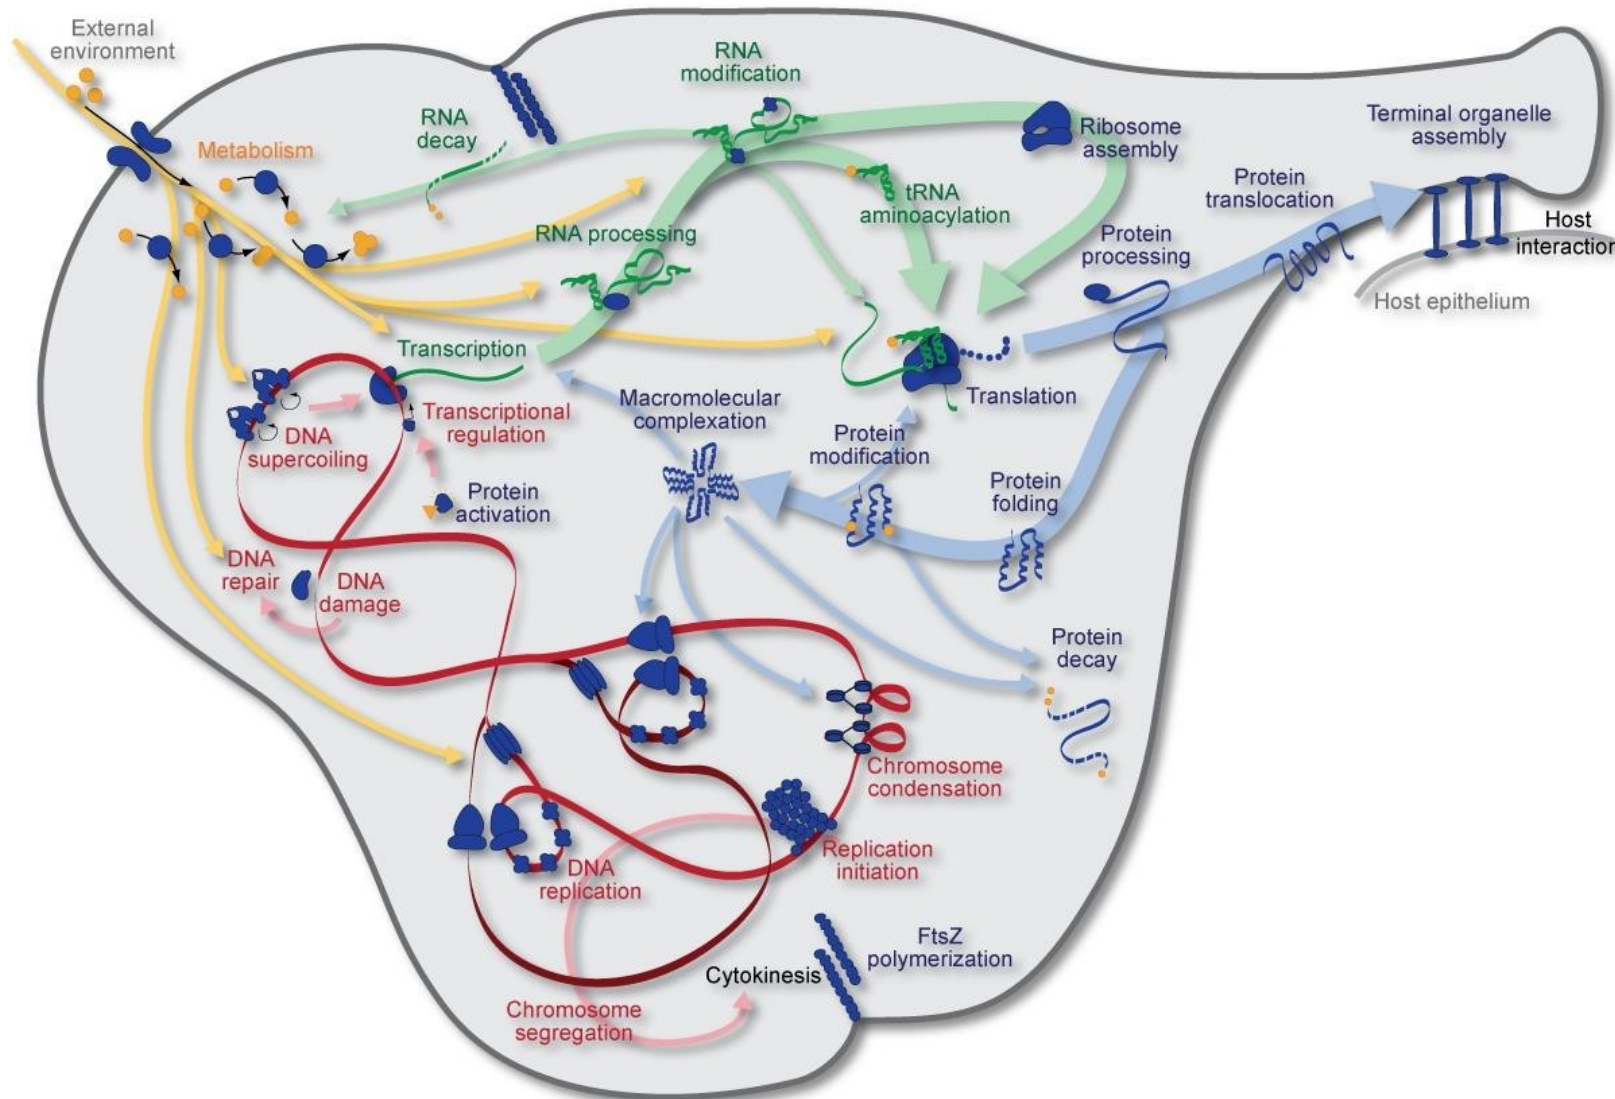 External
environment
RNA
modification
RNA
decay
Metabolism
Ribosome
assembly
Terminal organelle
assembly
tRNA
aminoacylation
Protein
translocation
RNA processing
Protein
processing
Host
interaction
Host epithelium
Transcription
Transcriptional
regulation
DNA
supercoiling
Macromolecular
complexation
Translation
Protein
modification
Protein
folding
Protein
activation
DNA
repair
DNA
damage
Protein
decay
Chromosome
condensation
Replication
initiation
DNA
replication
FtsZ
polymerization
Cytokinesis
Chromosome
segregation